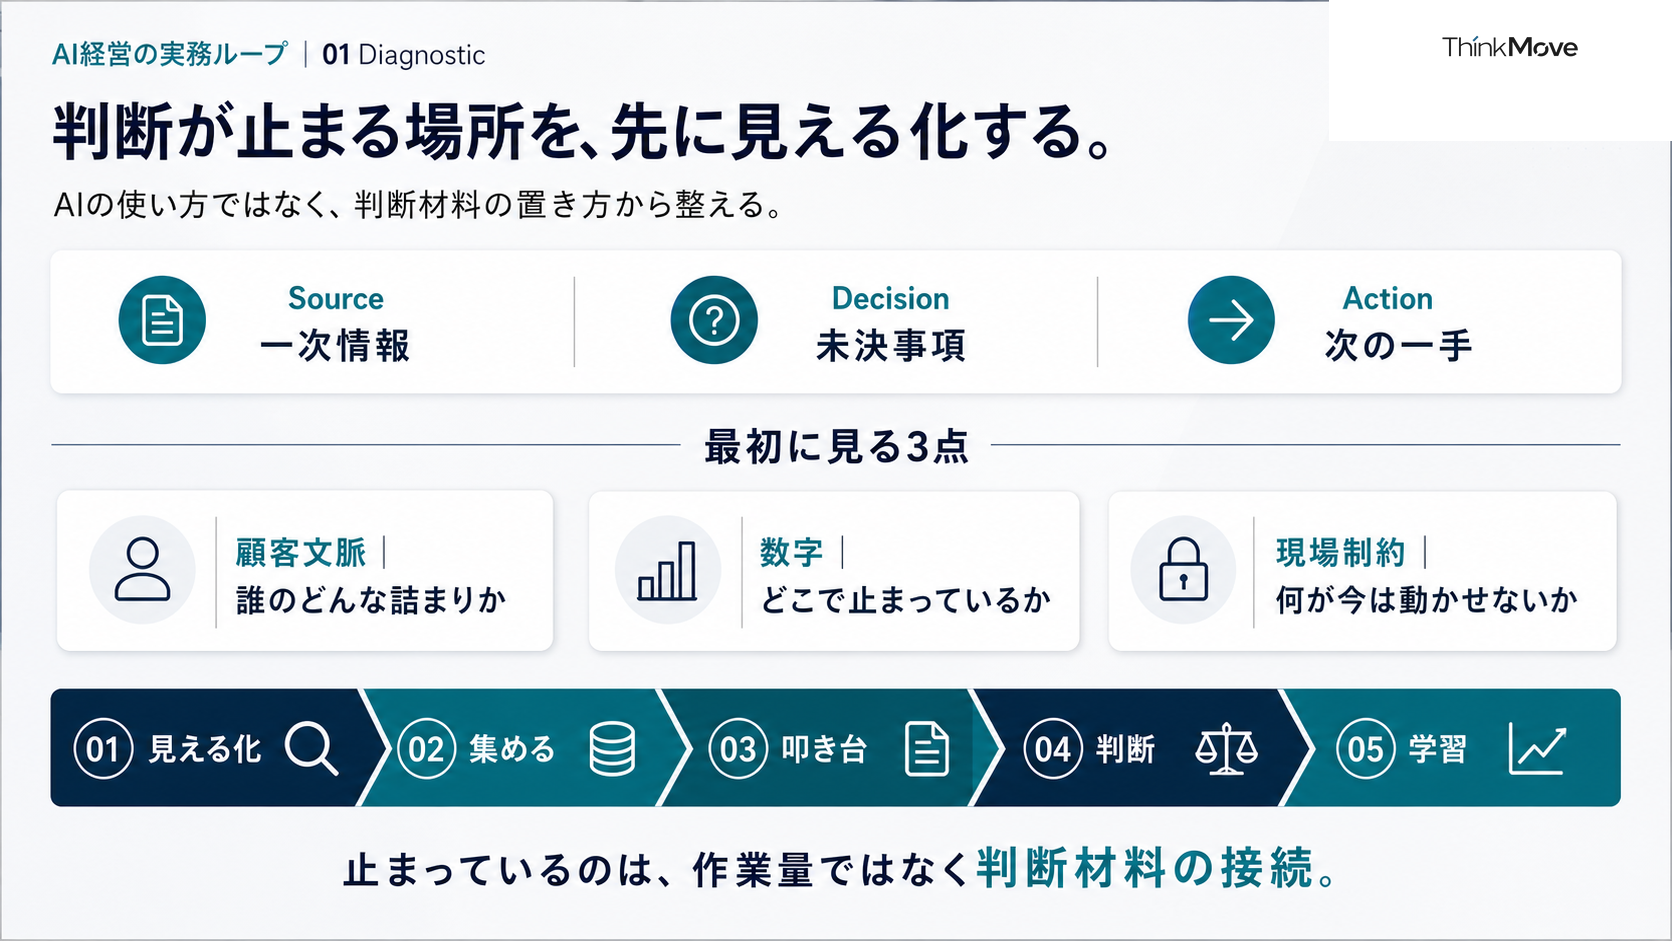 AI経営の実務ループ | 01 Diagnostic
ThinkMove
判断が止まる場所を、先に見える化する。
AIの使い方ではなく、判断材料の置き方から整える。
Source
一次情報
Decision
未決事項
Action
次の一手
最初に見る3点
顧客文脈 |
誰のどんな詰まりか
数字 |
どこで止まっているか
現場制約 |
何が今は動かせないか
01 見える化
02 集める
03 叩き台
04 判断
05 学習
止まっているのは、作業量ではなく判断材料の接続。